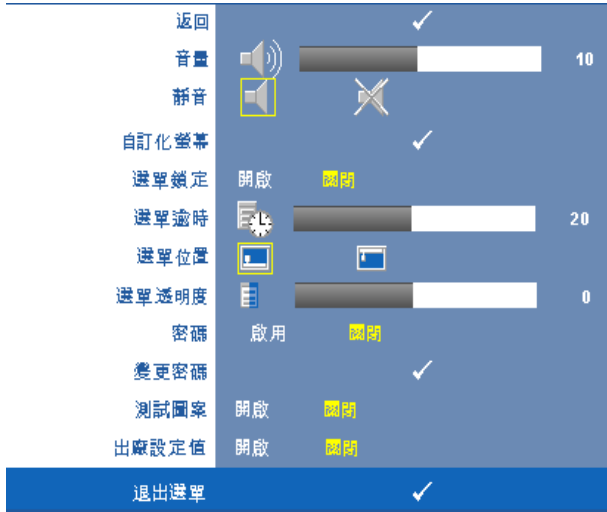 返回
音量 10
靜音
自訂化螢幕
選單鎖定 開啟 關閉
選單逾時 20
選單位置
選單透明度 0
密碼 啟用 關閉
變更密碼
測試圖案 開啟 關閉
出廠設定值 開啟 關閉
退出選單